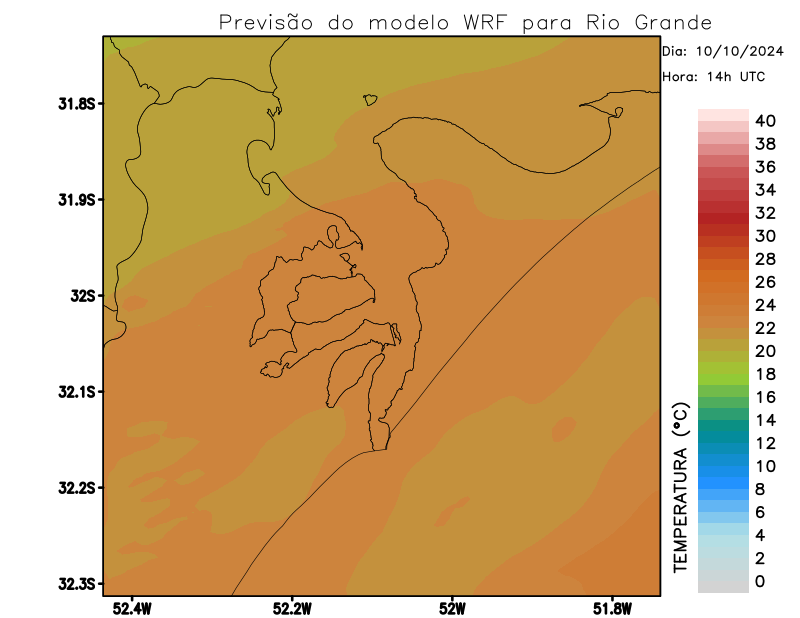 Previsão do modelo WRF para Rio Grande
Dia: 10/10/2024
Hora: 14h UTC
31.8S
31.9S
32S
32.1S
32.2S
32.3S
52.4W
52.2W
52W
51.8W
TEMPERATURA (°C)
40
38
36
34
32
30
28
26
24
22
20
18
16
14
12
10
8
6
4
2
0